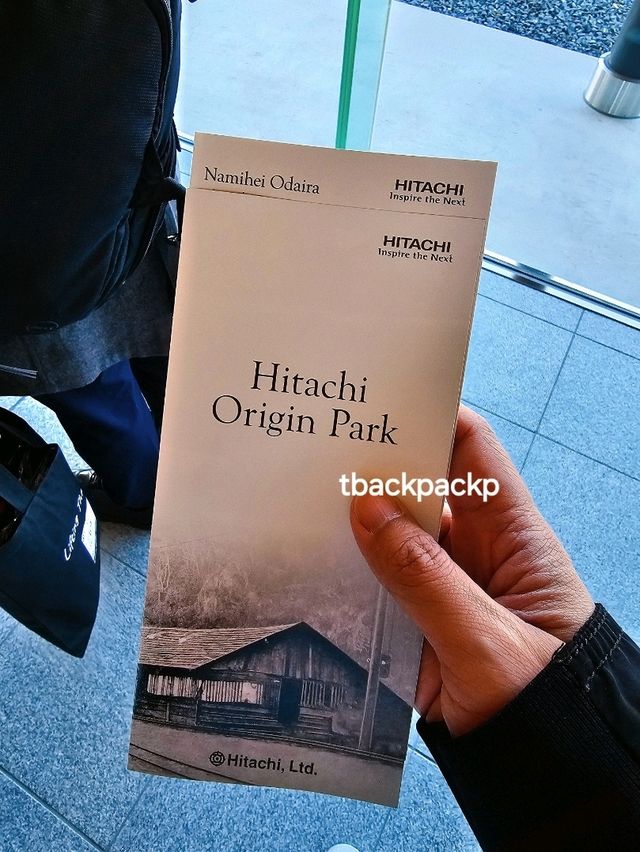 Namihei Odaira
HITACHI
Inspire the Next
HITACHI
Inspire the Next
Hitachi
Origin Park
tbackpackp
Hitachi, Ltd.